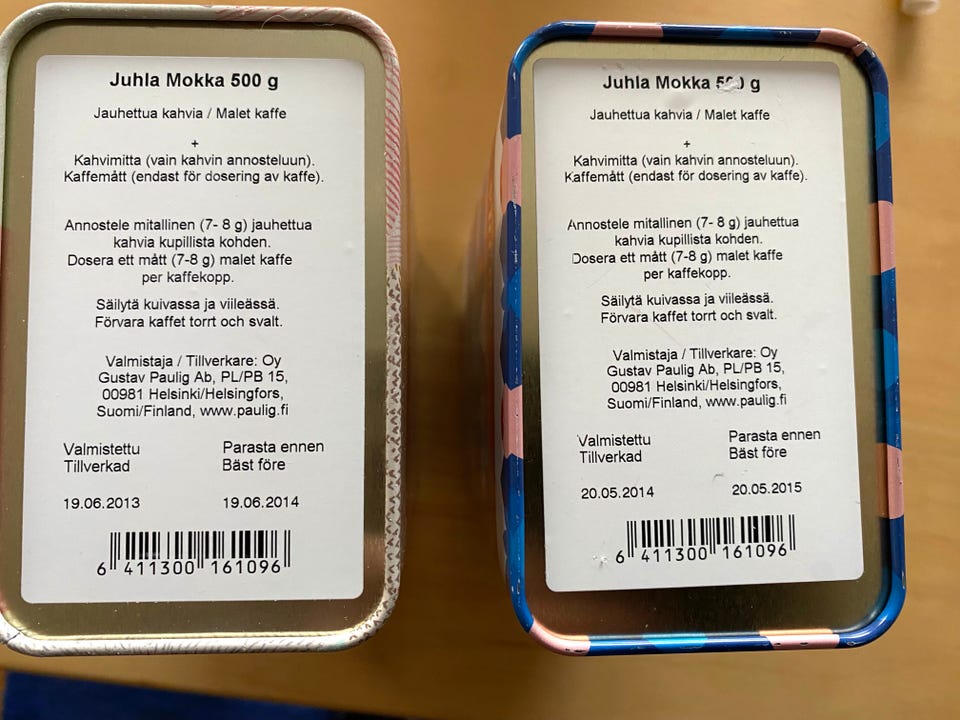 Juhla Mokka 500 g
Jauhettua kahvia / Malet kaffe
+
Kahvimitta (vain kahvin annosteluun).
Kaffemått (endast för dosering av kaffe).
Annostele mitallinen (7- 8 g) jauhettua
kahvia kupillista kohden.
Dosera ett mått (7-8 g) malet kaffe
per kaffekopp.
Säilytä kuivassa ja viileässä.
Förvara kaffet torrt och svalt.
Valmistaja / Tillverkare: Oy
Gustav Paulig Ab, PL/PB 15,
00981 Helsinki/Helsingfors,
Suomi/Finland, www.paulig.fi
Valmistettu Parasta ennen
Tillverkad Bäst före
19.06.2013 19.06.2014
6 411300 161096
Juhla Mokka 500 g
Jauhettua kahvia / Malet kaffe
+
Kahvimitta (vain kahvin annosteluun).
Kaffemått (endast för dosering av kaffe).
Annostele mitallinen (7- 8 g) jauhettua
kahvia kupillista kohden.
Dosera ett mått (7-8 g) malet kaffe
per kaffekopp.
Säilytä kuivassa ja viileässä.
Förvara kaffet torrt och svalt.
Valmistaja / Tillverkare: Oy
Gustav Paulig Ab, PL/PB 15,
00981 Helsinki/Helsingfors,
Suomi/Finland, www.paulig.fi
Valmistettu Parasta ennen
Tillverkad Bäst före
20.05.2014 20.05.2015
6 411300 161096